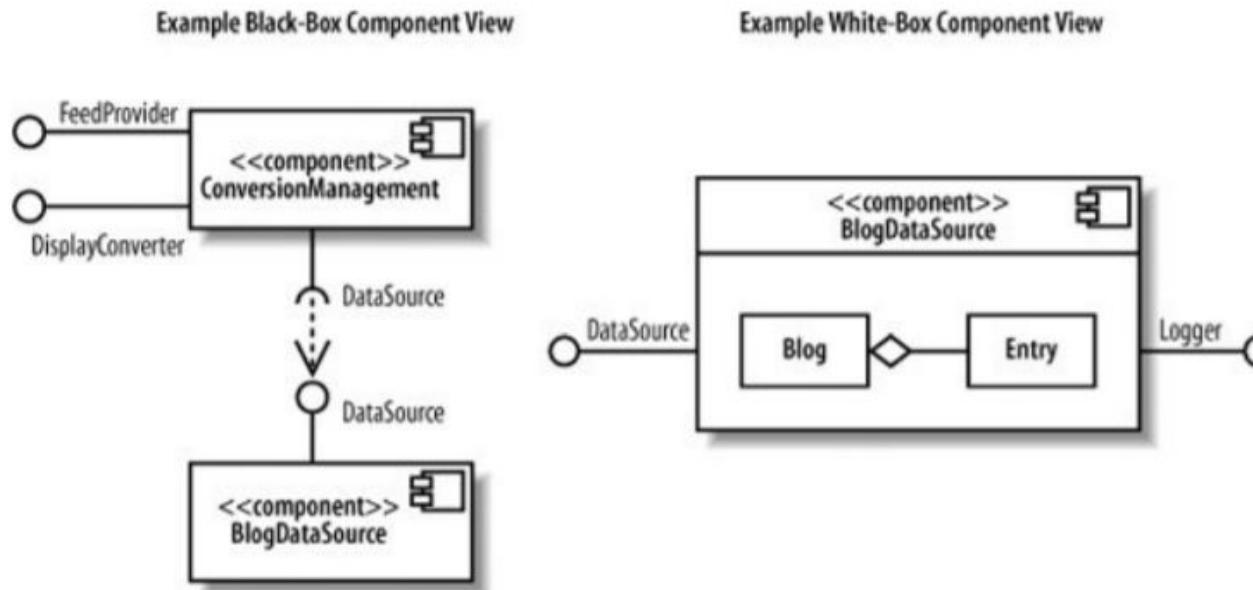 Example Black-Box Component View
FeedProvider
<<component>>
ConversionManagement
DisplayConverter
DataSource
DataSource
<<component>>
BlogDataSource
Example White-Box Component View
<<component>>
BlogDataSource
DataSource
Blog
Entry
Logger